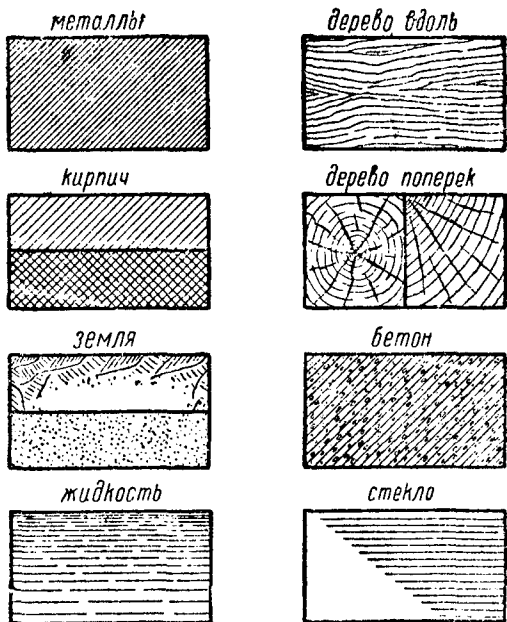 металлы
дерево вдоль
кирпич
дерево поперек
земля
бетон
жидкость
стекло